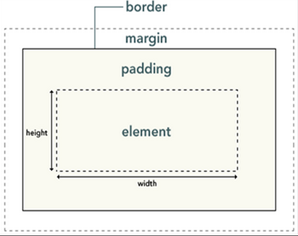 border
margin
padding
height
element
width